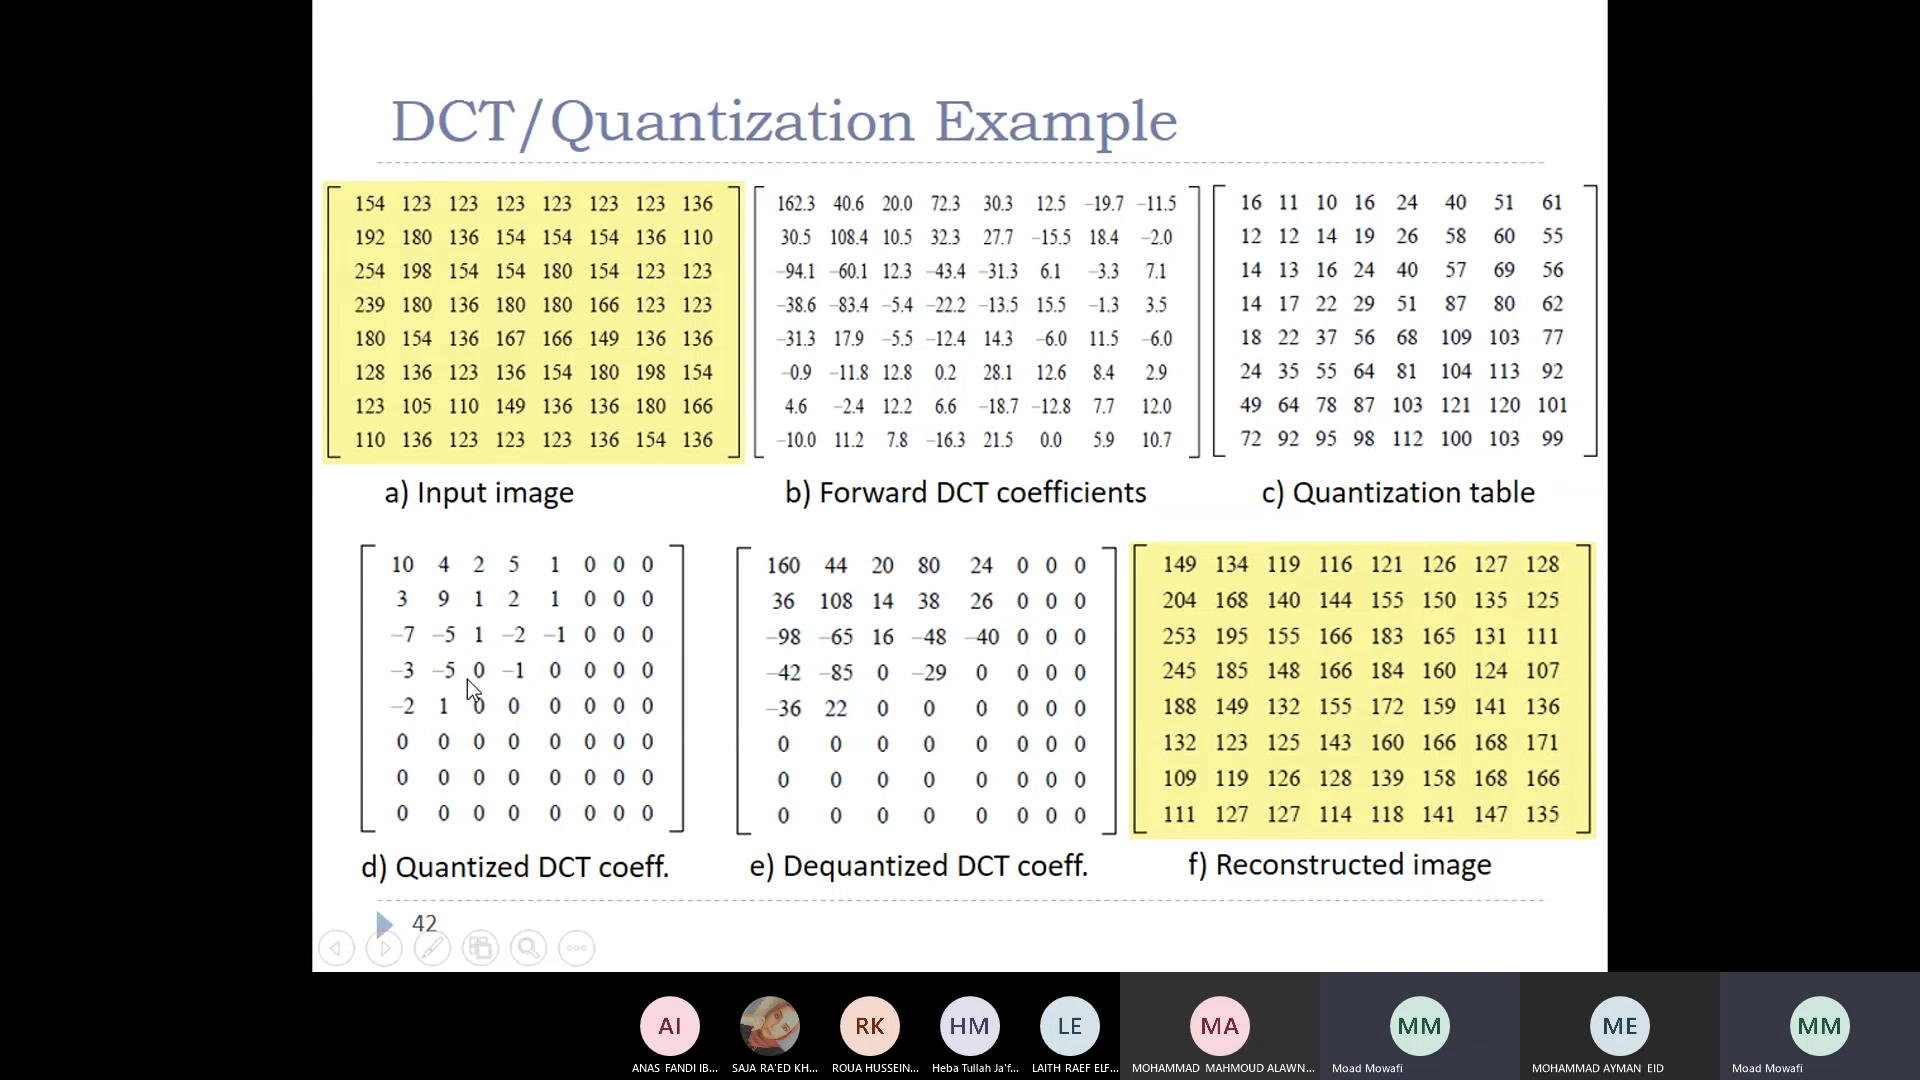 DCT/Quantization Example
154 123 123 123 123 123 123 136
192 180 136 154 154 154 136 110
254 198 154 154 180 154 123 123
239 180 136 180 180 166 123 123
180 154 136 167 166 149 136 136
128 136 123 136 154 180 198 154
123 105 110 149 136 136 180 166
110 136 123 123 123 136 154 136
a) Input image
162.3 40.6 20.0 72.3 30.3 12.5 −19.7 −11.5
30.5 108.4 10.5 32.3 27.7 −15.5 18.4 −2.0
−94.1 −60.1 12.3 −43.4 −31.3 6.1 −3.3 7.1
−38.6 −83.4 −5.4 −22.2 −13.5 15.5 −1.3 3.5
−31.3 17.9 −5.5 −12.4 14.3 −6.0 11.5 −6.0
−0.9 −11.8 12.8 0.2 28.1 12.6 8.4 2.9
4.6 −2.4 12.2 6.6 −18.7 −12.8 7.7 12.0
−10.0 11.2 7.8 −16.3 21.5 0.0 5.9 10.7
b) Forward DCT coefficients
16 11 10 16 24 40 51 61
12 12 14 19 26 58 60 55
14 13 16 24 40 57 69 56
14 17 22 29 51 87 80 62
18 22 37 56 68 109 103 77
24 35 55 64 81 104 113 92
49 64 78 87 103 121 120 101
72 92 95 98 112 100 103 99
c) Quantization table
10 4 2 5 1 0 0 0
3 9 1 2 1 0 0 0
−7 −5 1 −2 −1 0 0 0
−3 −5 0 −1 0 0 0 0
−2 1 0 0 0 0 0 0
0 0 0 0 0 0 0 0
0 0 0 0 0 0 0 0
0 0 0 0 0 0 0 0
d) Quantized DCT coeff.
160 44 20 80 24 0 0 0
36 108 14 38 26 0 0 0
−98 −65 16 −48 −40 0 0 0
−42 −85 0 −29 0 0 0 0
−36 22 0 0 0 0 0 0
0 0 0 0 0 0 0 0
0 0 0 0 0 0 0 0
0 0 0 0 0 0 0 0
e) Dequantized DCT coeff.
149 134 119 116 121 126 127 128
204 168 140 144 155 150 135 125
253 195 155 166 183 165 131 111
245 185 148 166 184 160 124 107
188 149 132 155 172 159 141 136
132 123 125 143 160 166 168 171
109 119 126 128 139 158 168 166
111 127 127 114 118 141 147 135
f) Reconstructed image
42
AI RK HM LE MA MM ME MM
ANAS FANDI IB... SAJA RA'ED KH... ROUA HUSSEIN... Heba Tullah Ja'f... LAITH RAEF ELF... MOHAMMAD MAHMOUD ALAWN... Moad Mowafi MOHAMMAD AYMAN EID Moad Mowafi